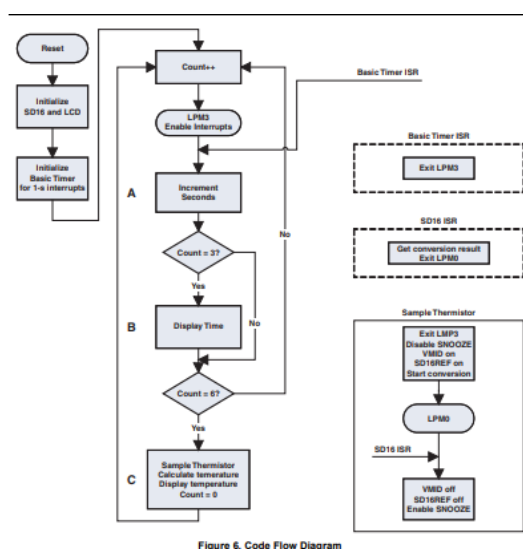 Reset
Initialize
SD16 and LCD
Initialize
Basic Timer
for 1-s interrupts
Count++
LPM3
Enable Interrupts
Basic Timer ISR
A
Increment
Seconds
Count = 3?
Yes
No
B
Display Time
Count = 6?
No
Yes
C
Sample Thermistor
Calculate temerature
Display temperature
Count = 0
Basic Timer ISR
Exit LPM3
SD16 ISR
Get conversion result
Exit LPM0
Sample Thermistor
Exit LMP3
Disable SNOOZE
VMID on
SD16REF on
Start conversion
LPM0
SD16 ISR
VMID off
SD16REF off
Enable SNOOZE
Figure 6. Code Flow Diagram